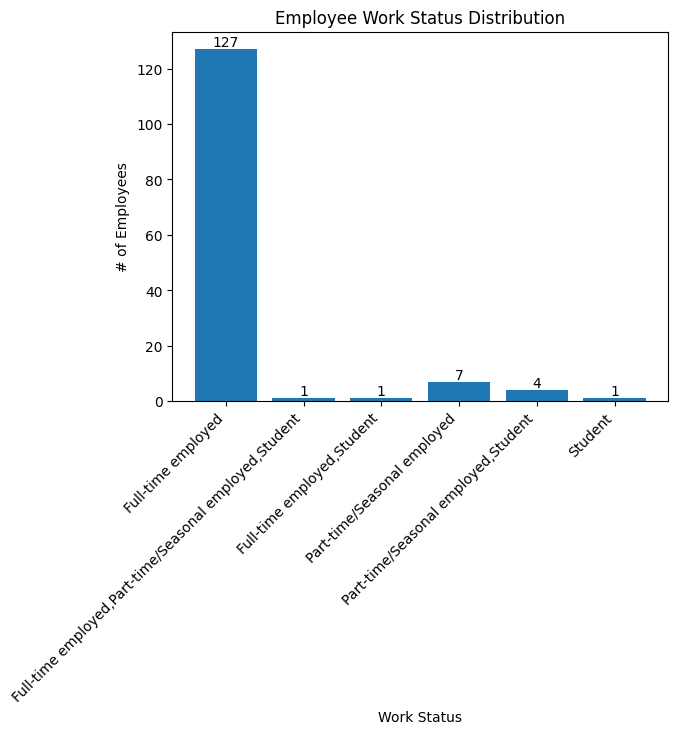 Employee Work Status Distribution
# of Employees
120
100
80
60
40
20
0
127
1
1
7
4
1
Full-time employed
Full-time employed,Part-time/Seasonal employed,Student
Full-time employed,Student
Part-time/Seasonal employed
Part-time/Seasonal employed,Student
Student
Work Status